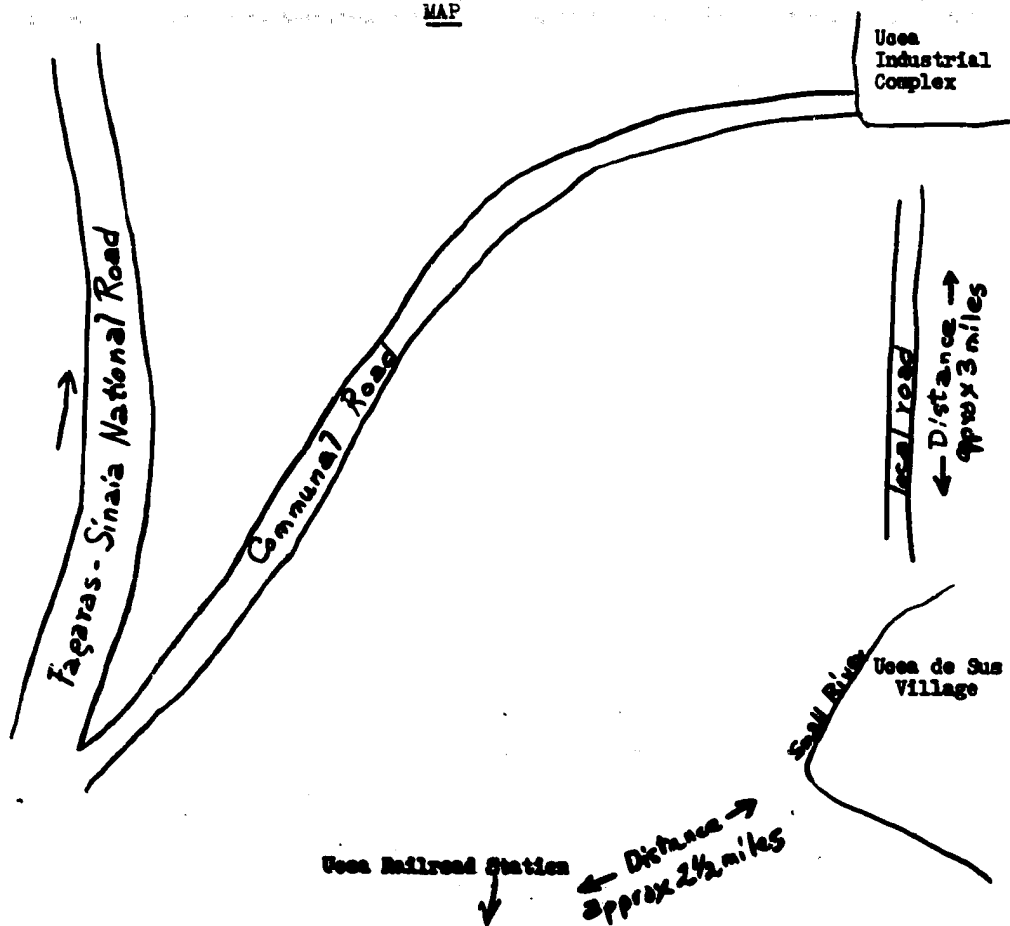 MAP
Ucea
Industrial
Complex
Fagaras - Sinaia National Road
Communal Road
local road
Distance
approx 3 miles
Small River
Ucea de Sus
Village
Ucea Railroad Station
Distance
approx 2½ miles